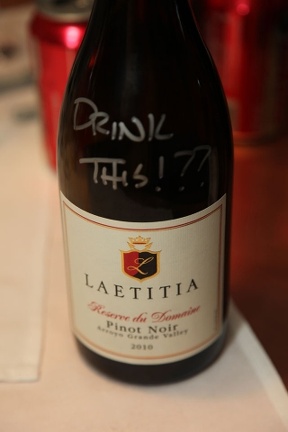 DRINK
THIS!??
L
LAETITIA
Reserve du Domaine
Pinot Noir
Arroyo Grande Valley
2010